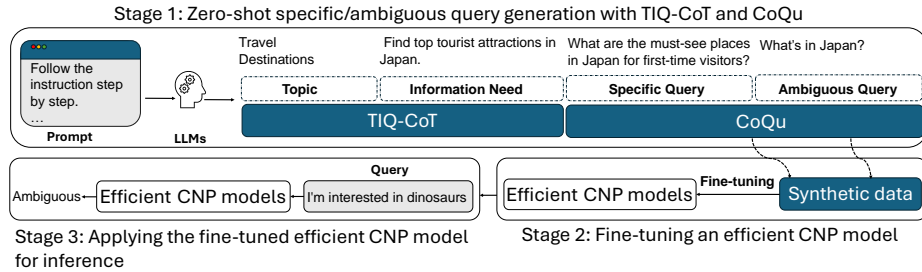 Stage 1: Zero-shot specific/ambiguous query generation with TIQ-CoT and CoQu
Follow the
instruction step
by step.
...
Prompt
LLMs
Travel
Destinations
Topic
Find top tourist attractions in
Japan.
Information Need
TIQ-CoT
What are the must-see places
in Japan for first-time visitors?
Specific Query
What's in Japan?
Ambiguous Query
CoQu
Synthetic data
Fine-tuning
Efficient CNP models
Stage 2: Fine-tuning an efficient CNP model
Query
I'm interested in dinosaurs
Efficient CNP models
Ambiguous
Stage 3: Applying the fine-tuned efficient CNP model
for inference